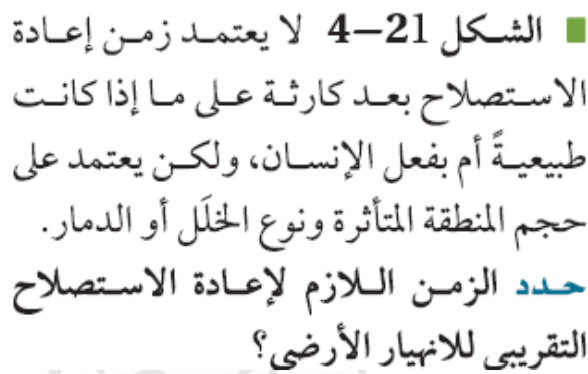 الشكل 21-4 لا يعتمد زمن إعادة
الاستصلاح بعد كارثة على ما إذا كانت
طبيعيةً أم بفعل الإنسان، ولكن يعتمد على
حجم المنطقة المتأثرة ونوع الخلَل أو الدمار.
حدد الزمن اللازم لإعادة الاستصلاح
التقريبي للانهيار الأرضي؟